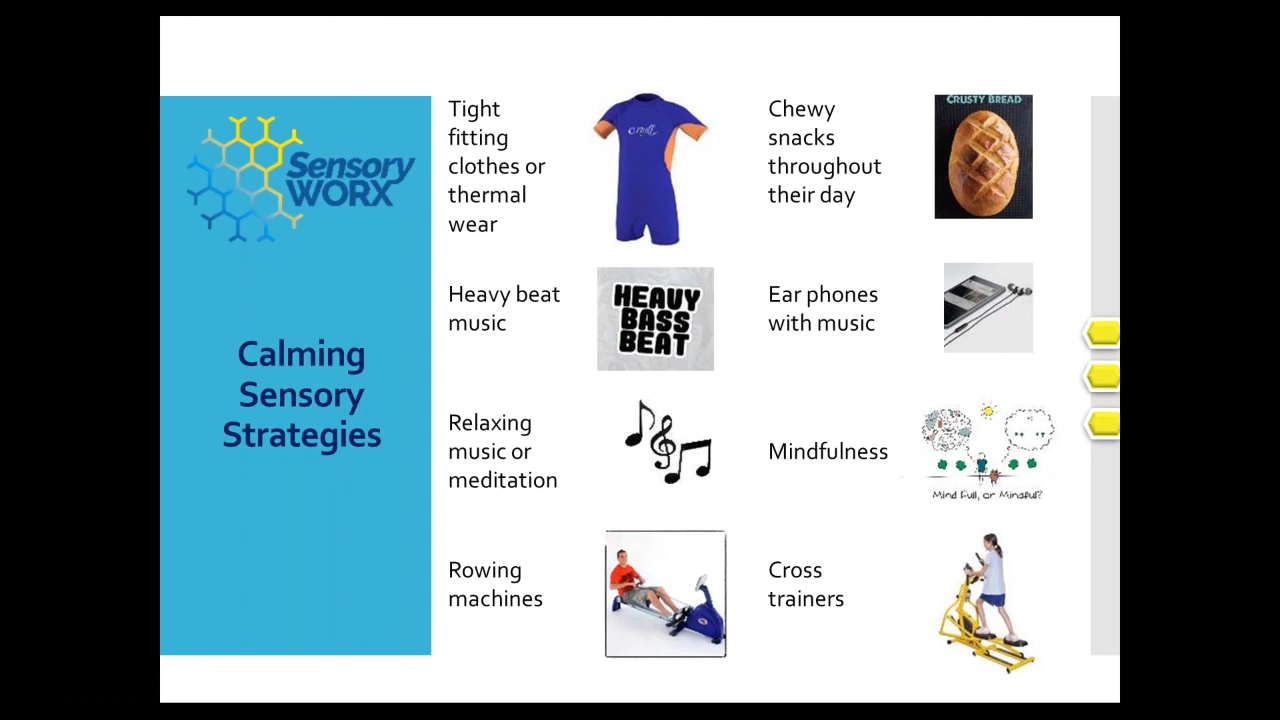 Sensory
WORX
Calming
Sensory
Strategies
Tight
fitting
clothes or
thermal
wear
O'Neill
Chewy
snacks
throughout
their day
CRUSTY BREAD
Heavy beat
music
HEAVY
BASS
BEAT
Ear phones
with music
Relaxing
music or
meditation
Mindfulness
Mind Full, or Mindful?
Rowing
machines
Cross
trainers